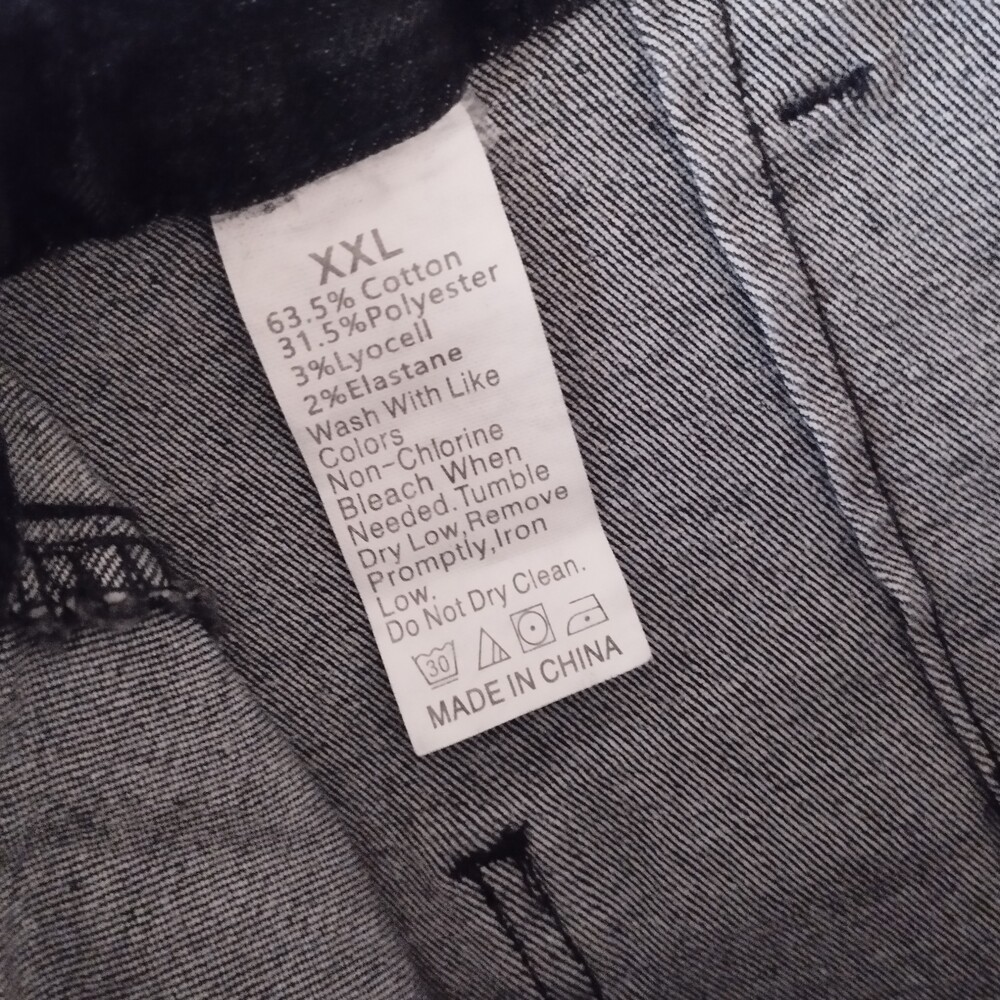 XXL
63.5% Cotton
31.5%Polyester
3%Lyocell
2%Elastane
Wash With Like
Colors
Non-Chlorine
Bleach When
Needed.Tumble
Dry Low,Remove
Promptly,Iron
Low.
Do Not Dry Clean.
30
MADE IN CHINA